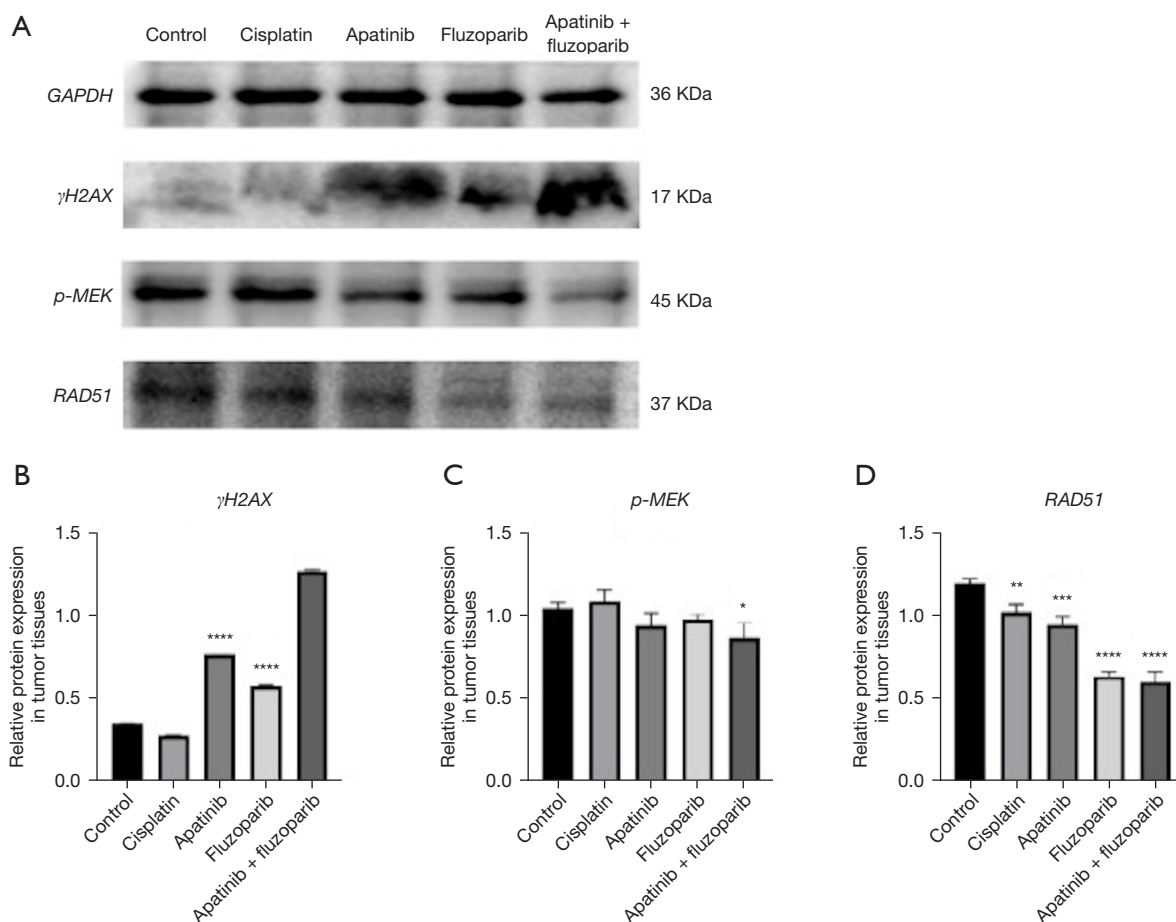 A
Control Cisplatin Apatinib Fluzoparib Apatinib +
fluzoparib
GAPDH 36 KDa
γH2AX 17 KDa
p-MEK 45 KDa
RAD51 37 KDa
B
γH2AX
Relative protein expression
in tumor tissues
1.5
1.0
0.5
0.0
****
****
Control
Cisplatin
Apatinib
Fluzoparib
Apatinib + fluzoparib
C
p-MEK
Relative protein expression
in tumor tissues
1.5
1.0
0.5
0.0
*
Control
Cisplatin
Apatinib
Fluzoparib
Apatinib + fluzoparib
D
RAD51
Relative protein expression
in tumor tissues
1.5
1.0
0.5
0.0
**
***
****
****
Control
Cisplatin
Apatinib
Fluzoparib
Apatinib + fluzoparib